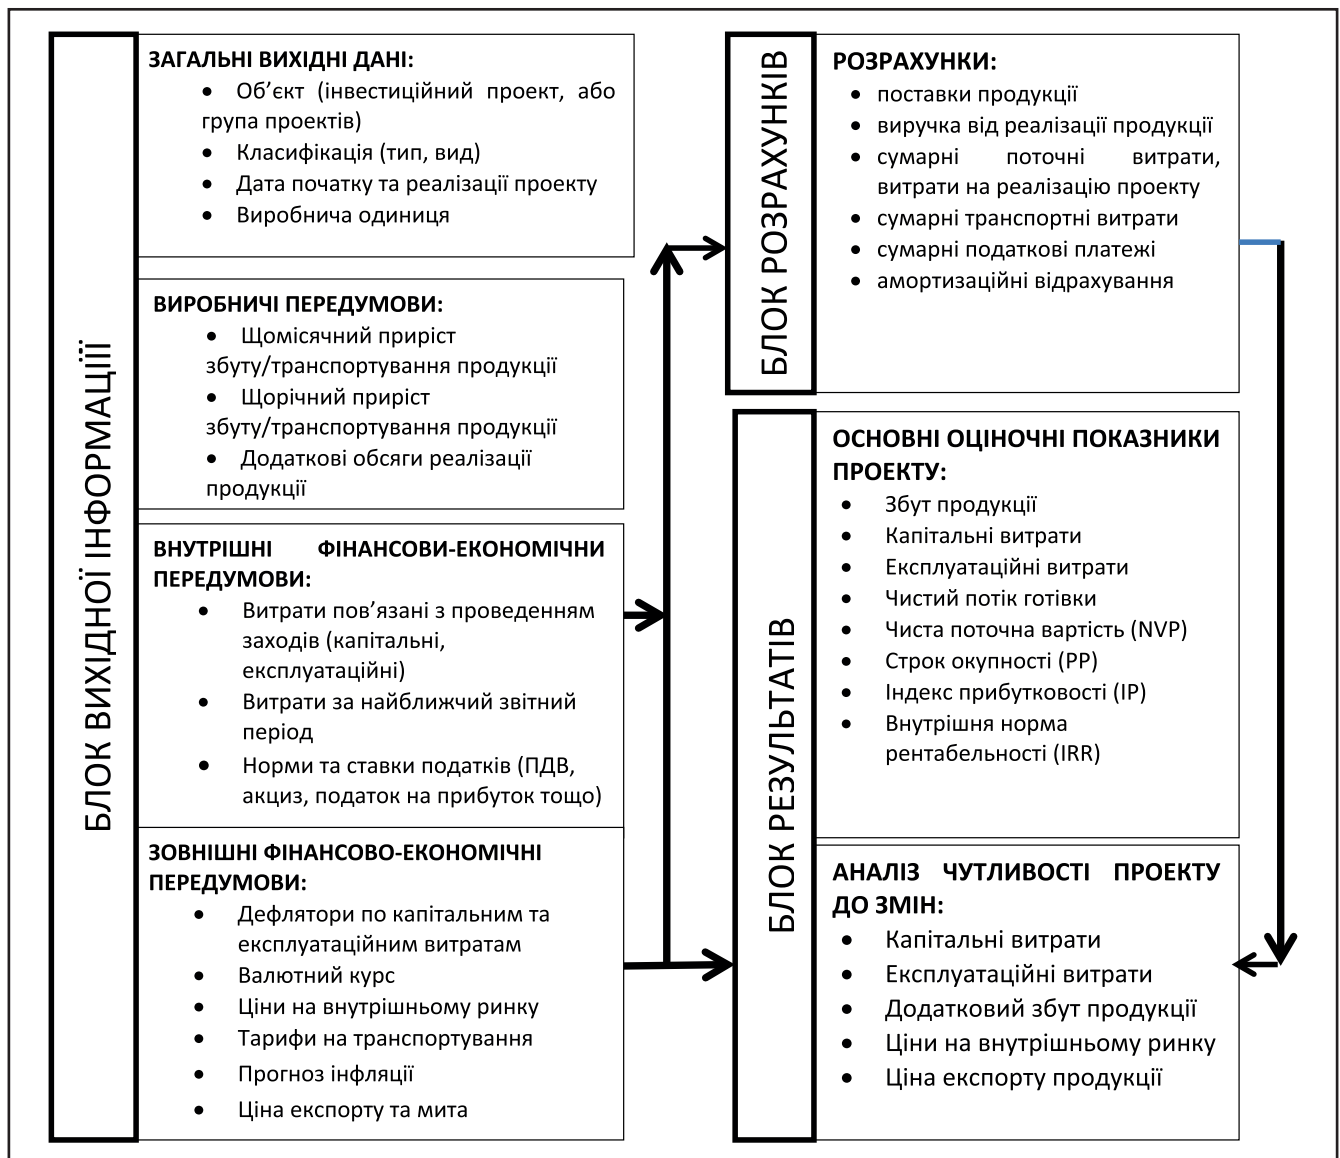 БЛОК ВИХІДНОЇ ІНФОРМАЦІЇЇ
ЗАГАЛЬНІ ВИХІДНІ ДАНІ:
• Об’єкт (інвестиційний проект, або
група проектів)
• Класифікація (тип, вид)
• Дата початку та реалізації проекту
• Виробнича одиниця
ВИРОБНИЧІ ПЕРЕДУМОВИ:
• Щомісячний приріст
збуту/транспортування продукції
• Щорічний приріст
збуту/транспортування продукції
• Додаткові обсяги реалізації
продукції
ВНУТРІШНІ ФІНАНСОВИ-ЕКОНОМІЧНИ
ПЕРЕДУМОВИ:
• Витрати пов’язані з проведенням
заходів (капітальні,
експлуатаційні)
• Витрати за найближчий звітний
період
• Норми та ставки податків (ПДВ,
акциз, податок на прибуток тощо)
ЗОВНІШНІ ФІНАНСОВО-ЕКОНОМІЧНІ
ПЕРЕДУМОВИ:
• Дефлятори по капітальним та
експлуатаційним витратам
• Валютний курс
• Ціни на внутрішньому ринку
• Тарифи на транспортування
• Прогноз інфляції
• Ціна експорту та мита
БЛОК РОЗРАХУНКІВ
РОЗРАХУНКИ:
• поставки продукції
• виручка від реалізації продукції
• сумарні поточні витрати,
витрати на реалізацію проекту
• сумарні транспортні витрати
• сумарні податкові платежі
• амортизаційні відрахування
БЛОК РЕЗУЛЬТАТІВ
ОСНОВНІ ОЦІНОЧНІ ПОКАЗНИКИ
ПРОЕКТУ:
• Збут продукції
• Капітальні витрати
• Експлуатаційні витрати
• Чистий потік готівки
• Чиста поточна вартість (NVP)
• Строк окупності (PP)
• Індекс прибутковості (IP)
• Внутрішня норма
рентабельності (IRR)
АНАЛІЗ ЧУТЛИВОСТІ ПРОЕКТУ
ДО ЗМІН:
• Капітальні витрати
• Експлуатаційні витрати
• Додатковий збут продукції
• Ціни на внутрішньому ринку
• Ціна експорту продукції